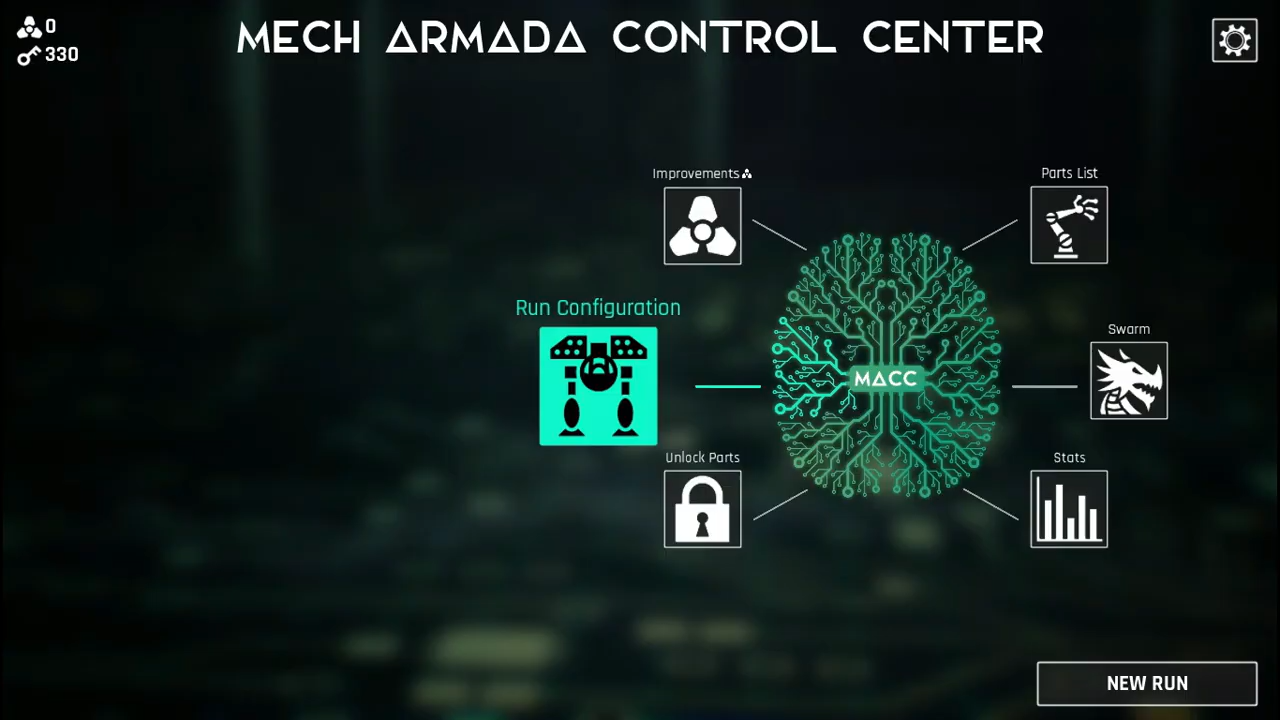 0
330
MECH ARMADA CONTROL CENTER
Improvements
Parts List
Run Configuration
Swarm
MACC
Unlock Parts
Stats
NEW RUN